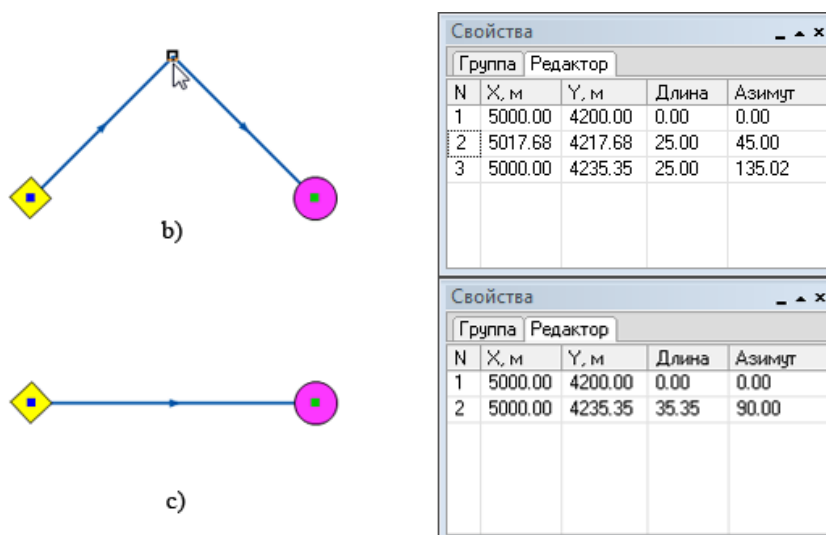 b)
Свойства
Группа Редактор
N X, м Y, м Длина Азимут
1 5000.00 4200.00 0.00 0.00
2 5017.68 4217.68 25.00 45.00
3 5000.00 4235.35 25.00 135.02
c)
Свойства
Группа Редактор
N X, м Y, м Длина Азимут
1 5000.00 4200.00 0.00 0.00
2 5000.00 4235.35 35.35 90.00